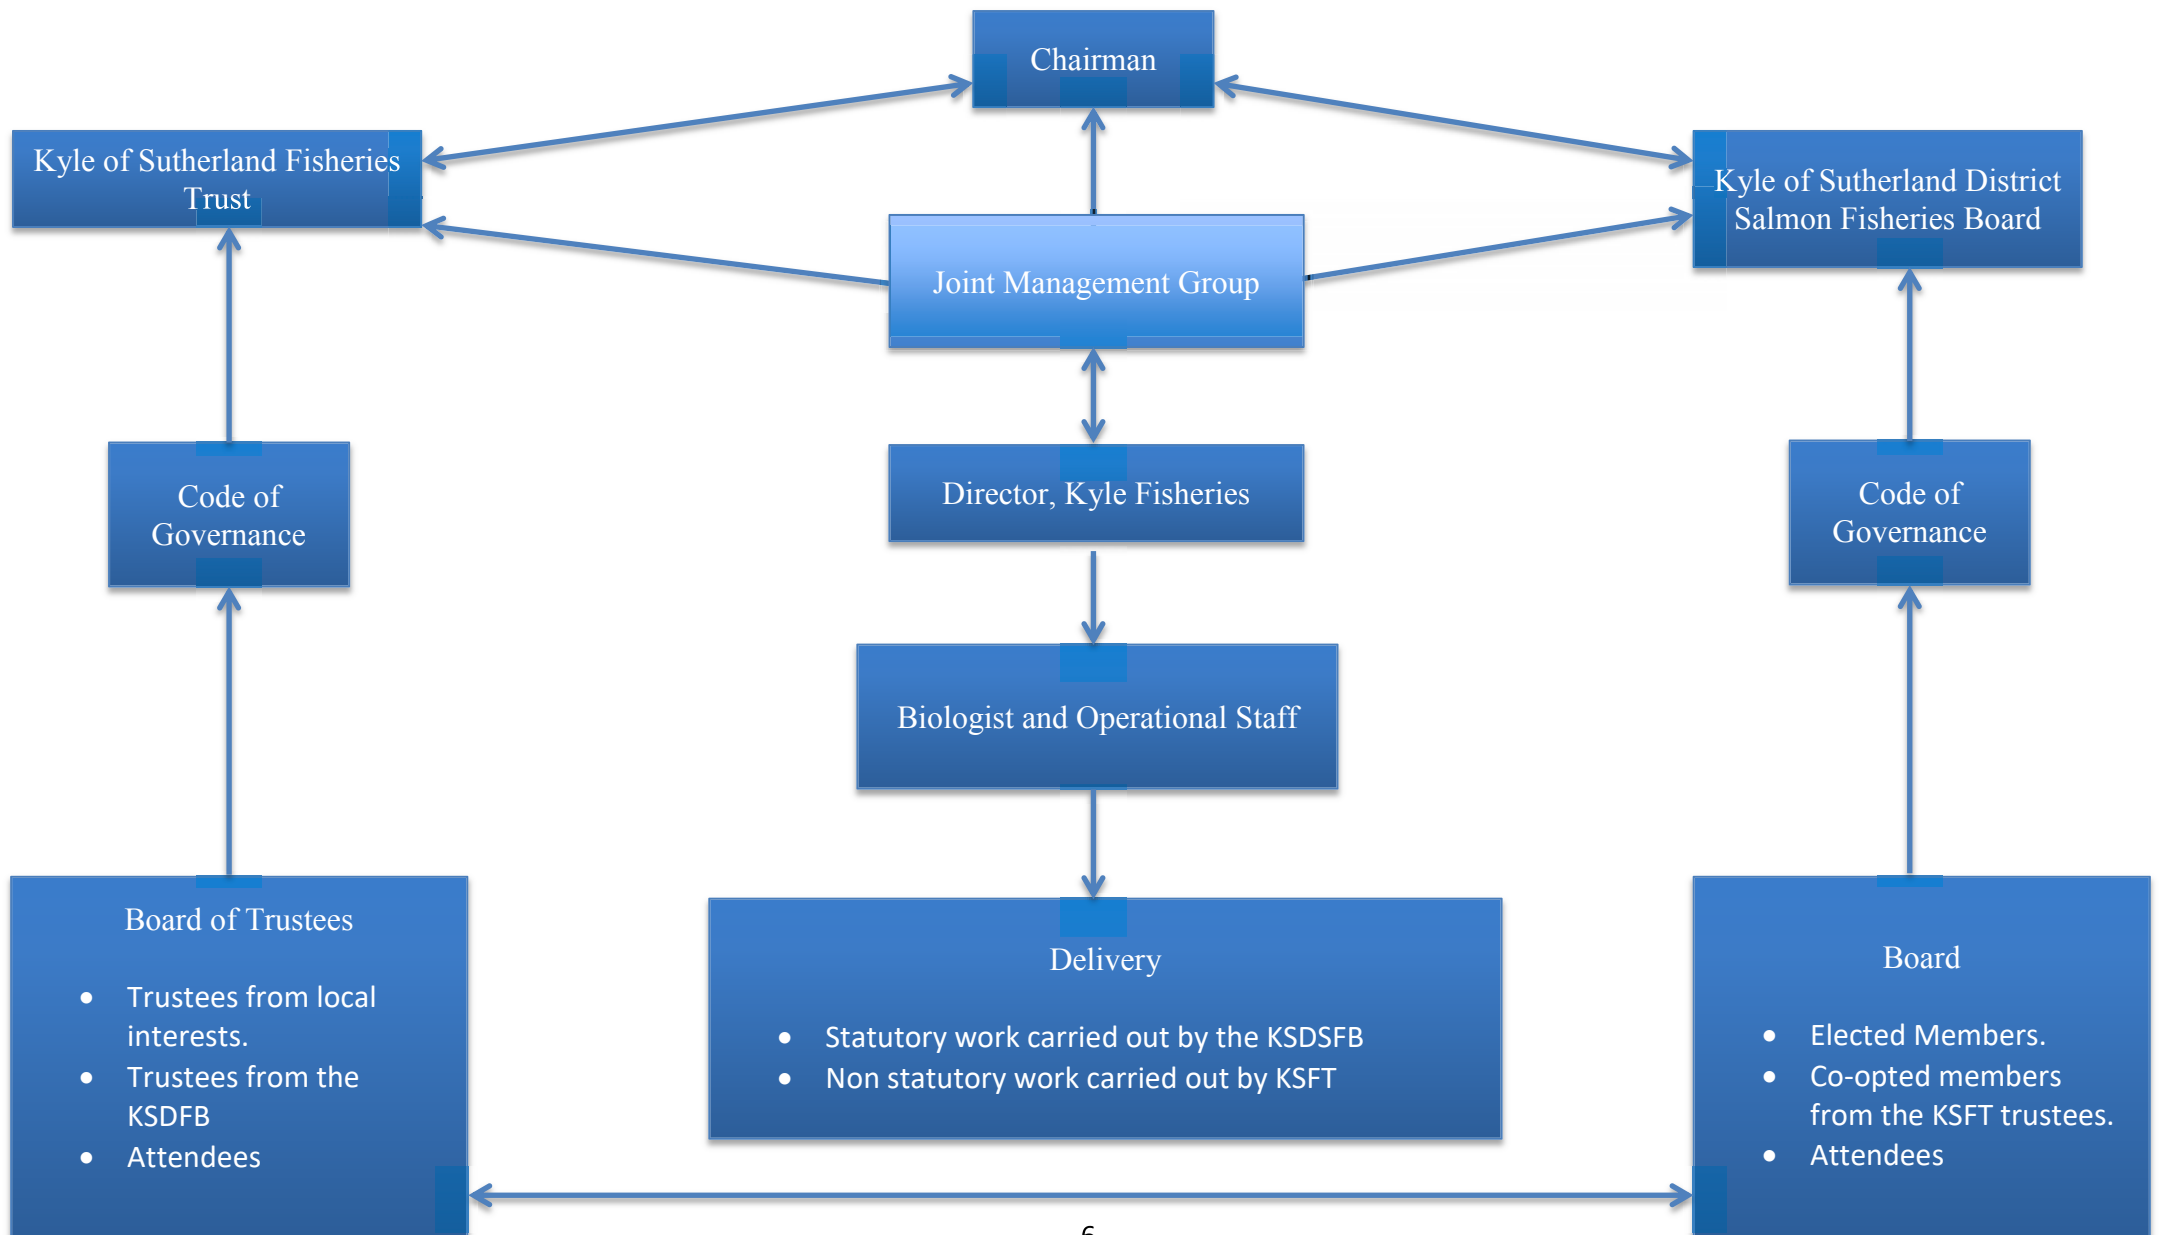 Chairman
Kyle of Sutherland Fisheries
Trust
Kyle of Sutherland District
Salmon Fisheries Board
Joint Management Group
Code of
Governance
Director, Kyle Fisheries
Code of
Governance
Biologist and Operational Staff
Board of Trustees
• Trustees from local
interests.
• Trustees from the
KSDFB
• Attendees
Delivery
• Statutory work carried out by the KSDSFB
• Non statutory work carried out by KSFT
Board
• Elected Members.
• Co-opted members
from the KSFT trustees.
• Attendees
6